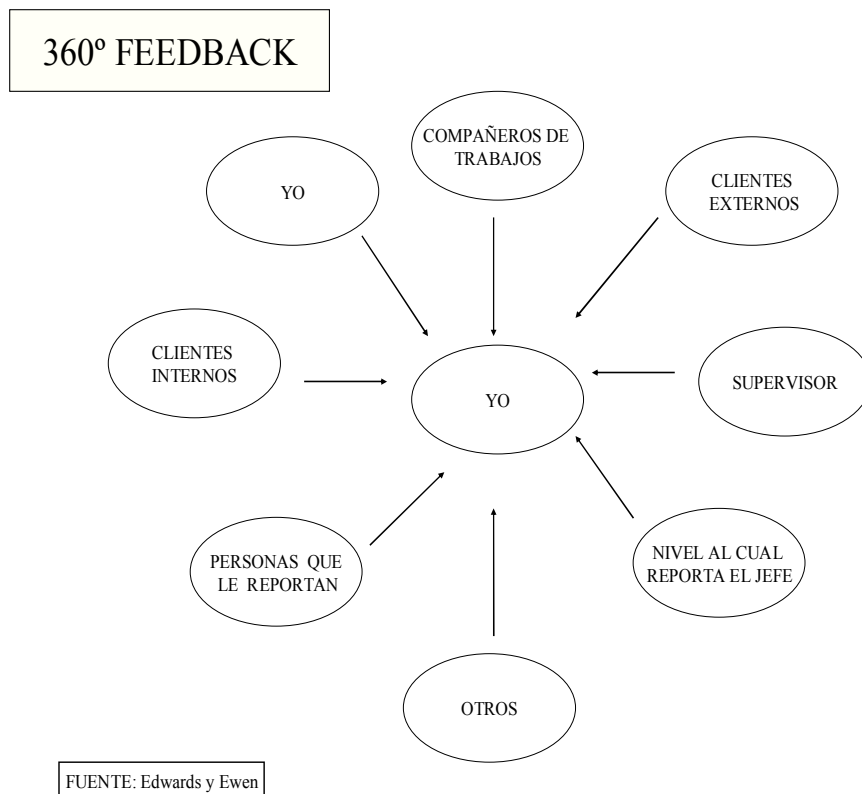 360º FEEDBACK
COMPAÑEROS DE
TRABAJOS
YO
CLIENTES
EXTERNOS
CLIENTES
INTERNOS
YO
SUPERVISOR
PERSONAS QUE
LE REPORTAN
NIVEL AL CUAL
REPORTA EL JEFE
OTROS
FUENTE: Edwards y Ewen